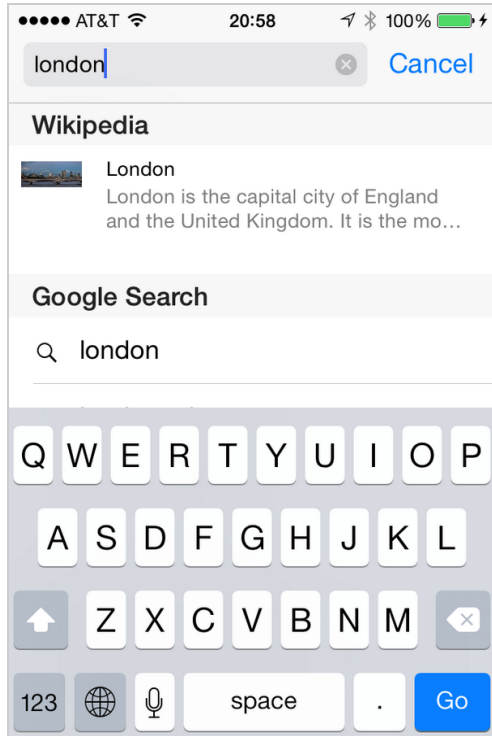 AT&T 20:58 100%
london Cancel
Wikipedia
London
London is the capital city of England
and the United Kingdom. It is the mo...
Google Search
london
Q W E R T Y U I O P
A S D F G H J K L
Z X C V B N M
123 space . Go